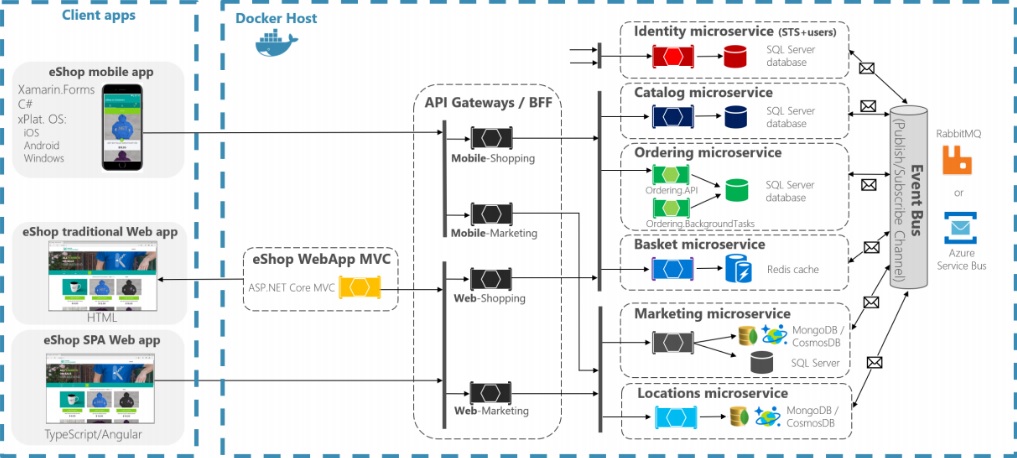 Client apps
eShop mobile app
Xamarin.Forms
C#
xPlat. OS:
iOS
Android
Windows
eShop traditional Web app
HTML
eShop SPA Web app
TypeScript/Angular
Docker Host
eShop WebApp MVC
ASP.NET Core MVC
API Gateways / BFF
Mobile-Shopping
Mobile-Marketing
Web-Shopping
Web-Marketing
Identity microservice (STS+users)
SQL Server
database
Catalog microservice
SQL Server
database
Ordering microservice
Ordering.API
SQL Server
database
Ordering.BackgroundTasks
Basket microservice
Redis cache
Marketing microservice
MongoDB /
CosmosDB
SQL Server
Locations microservice
MongoDB /
CosmosDB
Event Bus
(Publish/Subscribe Channel)
RabbitMQ
or
Azure
Service Bus